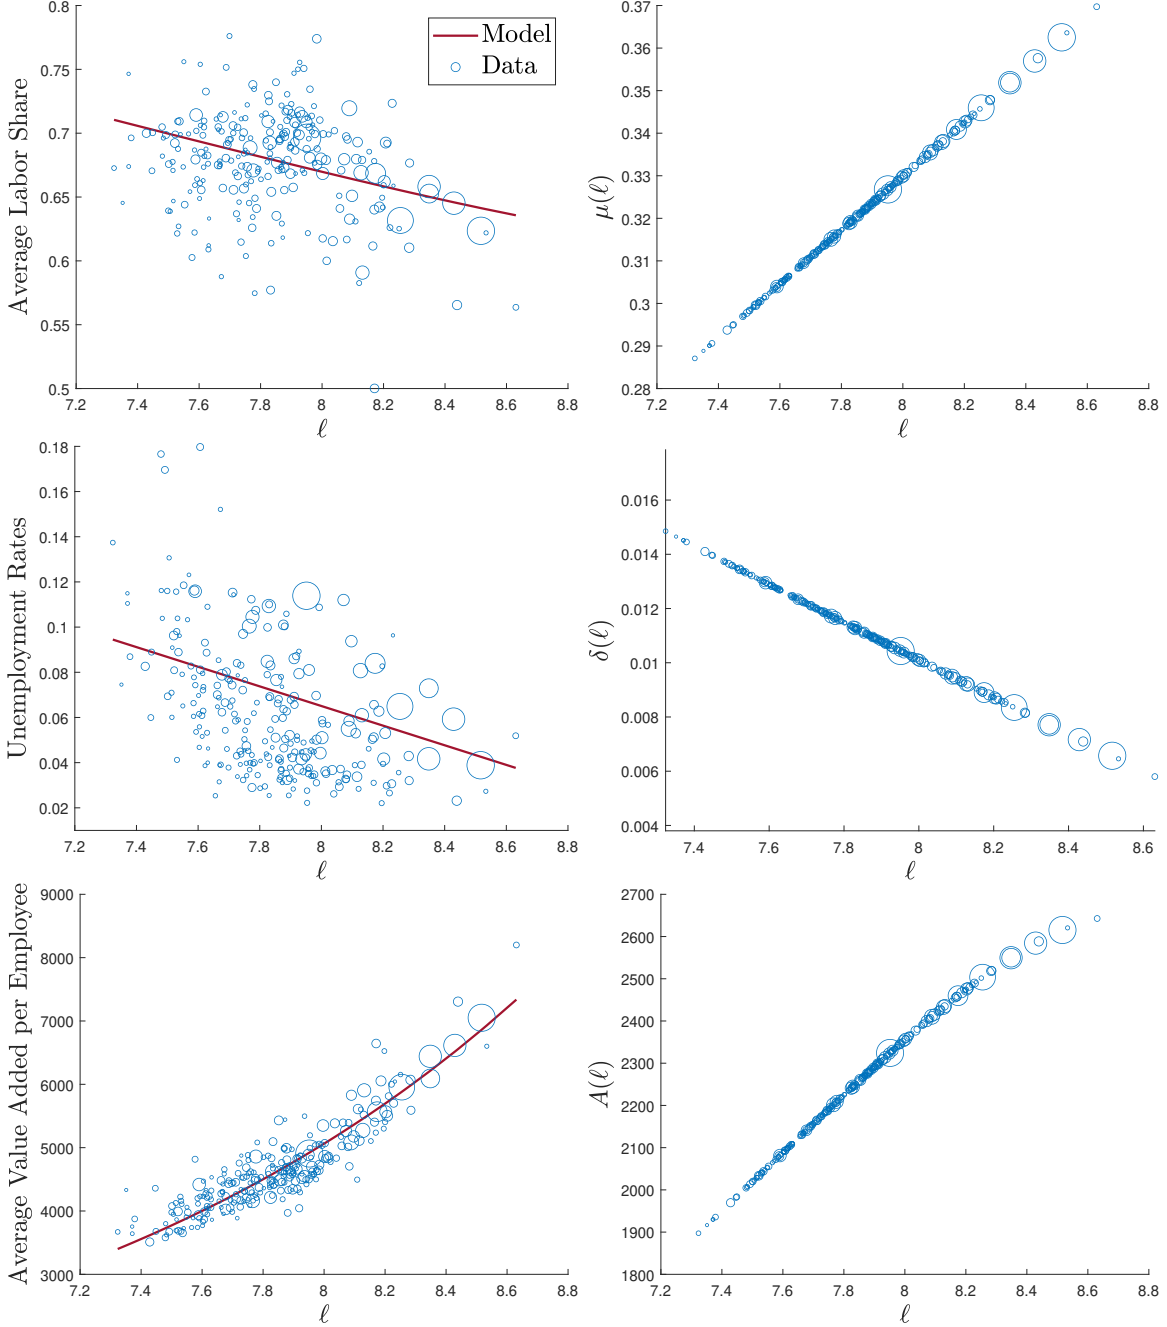 0.8
0.75
0.7
0.65
0.6
0.55
0.5
7.2 7.4 7.6 7.8 8 8.2 8.4 8.6 8.8
ℓ
Average Labor Share
Model
Data
0.37
0.36
0.35
0.34
0.33
0.32
0.31
0.3
0.29
0.28
7.2 7.4 7.6 7.8 8 8.2 8.4 8.6 8.8
ℓ
μ(ℓ)
0.18
0.16
0.14
0.12
0.1
0.08
0.06
0.04
0.02
7.2 7.4 7.6 7.8 8 8.2 8.4 8.6 8.8
ℓ
Unemployment Rates
0.016
0.014
0.012
0.01
0.008
0.006
0.004
7.4 7.6 7.8 8 8.2 8.4 8.6
ℓ
δ(ℓ)
9000
8000
7000
6000
5000
4000
3000
7.2 7.4 7.6 7.8 8 8.2 8.4 8.6 8.8
ℓ
Average Value Added per Employee
2700
2600
2500
2400
2300
2200
2100
2000
1900
1800
7.2 7.4 7.6 7.8 8 8.2 8.4 8.6 8.8
ℓ
A(ℓ)